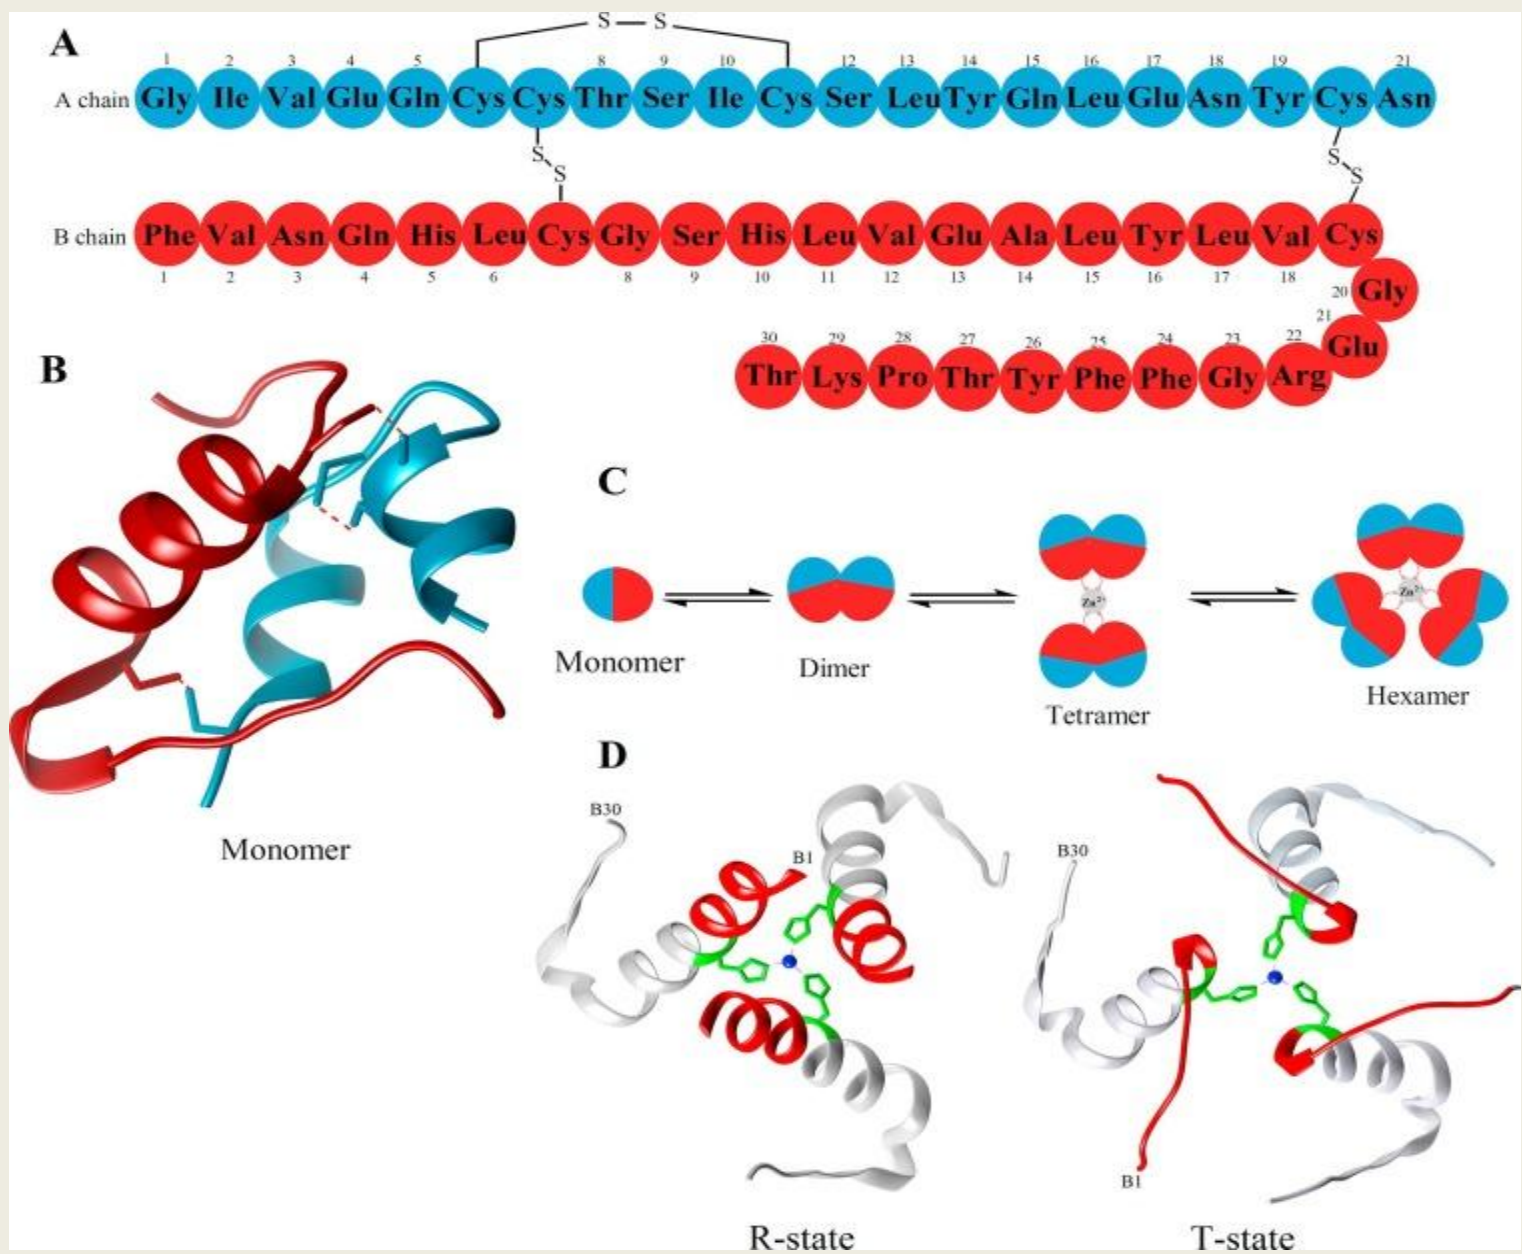 A
S — S
1 2 3 4 5 8 9 10 12 13 14 15 16 17 18 19 21
A chain Gly Ile Val Glu Gln Cys Cys Thr Ser Ile Cys Ser Leu Tyr Gln Leu Glu Asn Tyr Cys Asn
S S
S S
B chain Phe Val Asn Gln His Leu Cys Gly Ser His Leu Val Glu Ala Leu Tyr Leu Val Cys
1 2 3 4 5 6 8 9 10 11 12 13 14 15 16 17 18
20 Gly
21
Glu
30 29 28 27 26 25 24 23 22
Thr Lys Pro Thr Tyr Phe Phe Gly Arg
B
Monomer
C
Zn2+
Zn2+
Monomer
Dimer
Tetramer
Hexamer
D
B30
B1
R-state
B30
B1
T-state